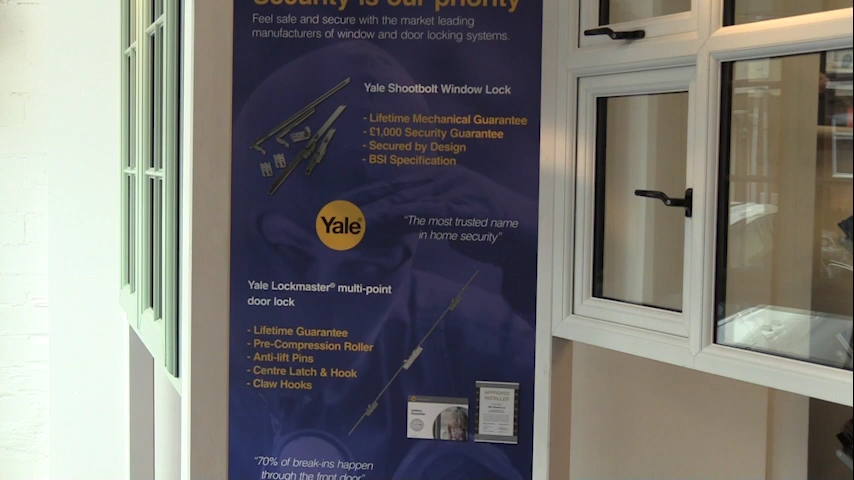 Security is our priority
Feel safe and secure with the market leading
manufacturers of window and door locking systems.
Yale Shootbolt Window Lock
- Lifetime Mechanical Guarantee
- £1,000 Security Guarantee
- Secured by Design
- BSI Specification
Yale®
"The most trusted name
in home security"
Yale Lockmaster® multi-point
door lock
- Lifetime Guarantee
- Pre-Compression Roller
- Anti-lift Pins
- Centre Latch & Hook
- Claw Hooks
APPROVED
INSTALLER
"70% of break-ins happen
through the front door"